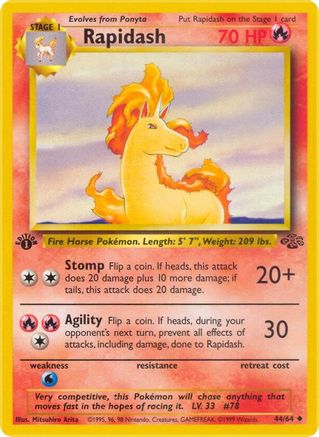 STAGE 1
Evolves from Ponyta
Put Rapidash on the Stage 1 card
Rapidash
70 HP
EDITION
1
Fire Horse Pokémon. Length: 5' 7", Weight: 209 lbs.
Stomp Flip a coin. If heads, this attack
does 20 damage plus 10 more damage; if
tails, this attack does 20 damage.
20+
Agility Flip a coin. If heads, during your
opponent's next turn, prevent all effects of
attacks, including damage, done to Rapidash.
30
weakness
resistance
retreat cost
Very competitive, this Pokémon will chase anything that
moves fast in the hopes of racing it. LV. 33 #78
Illus. Mitsuhiro Arita
©1995, 96, 98 Nintendo, Creatures, GAMEFREAK. ©1999 Wizards.
44/64